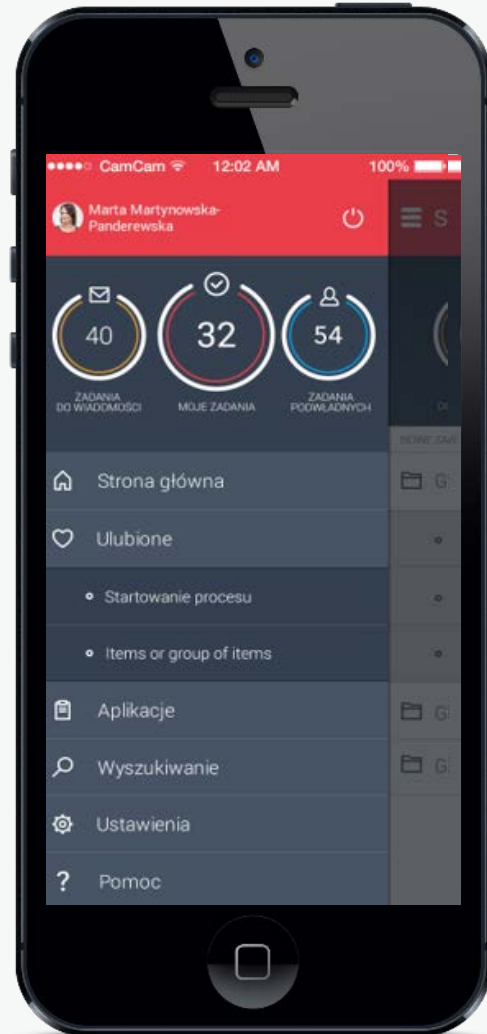 CamCam 12:02 AM 100%
Marta Martynowska-
Panderewska
S
40
32
54
ZADANIA
DO WIADOMOŚCI
MOJE ZADANIA
ZADANIA
PODWŁADNYCH
Strona główna
G
Ulubione
Startowanie procesu
Items or group of items
Aplikacje
G
Wyszukiwanie
G
Ustawienia
? Pomoc